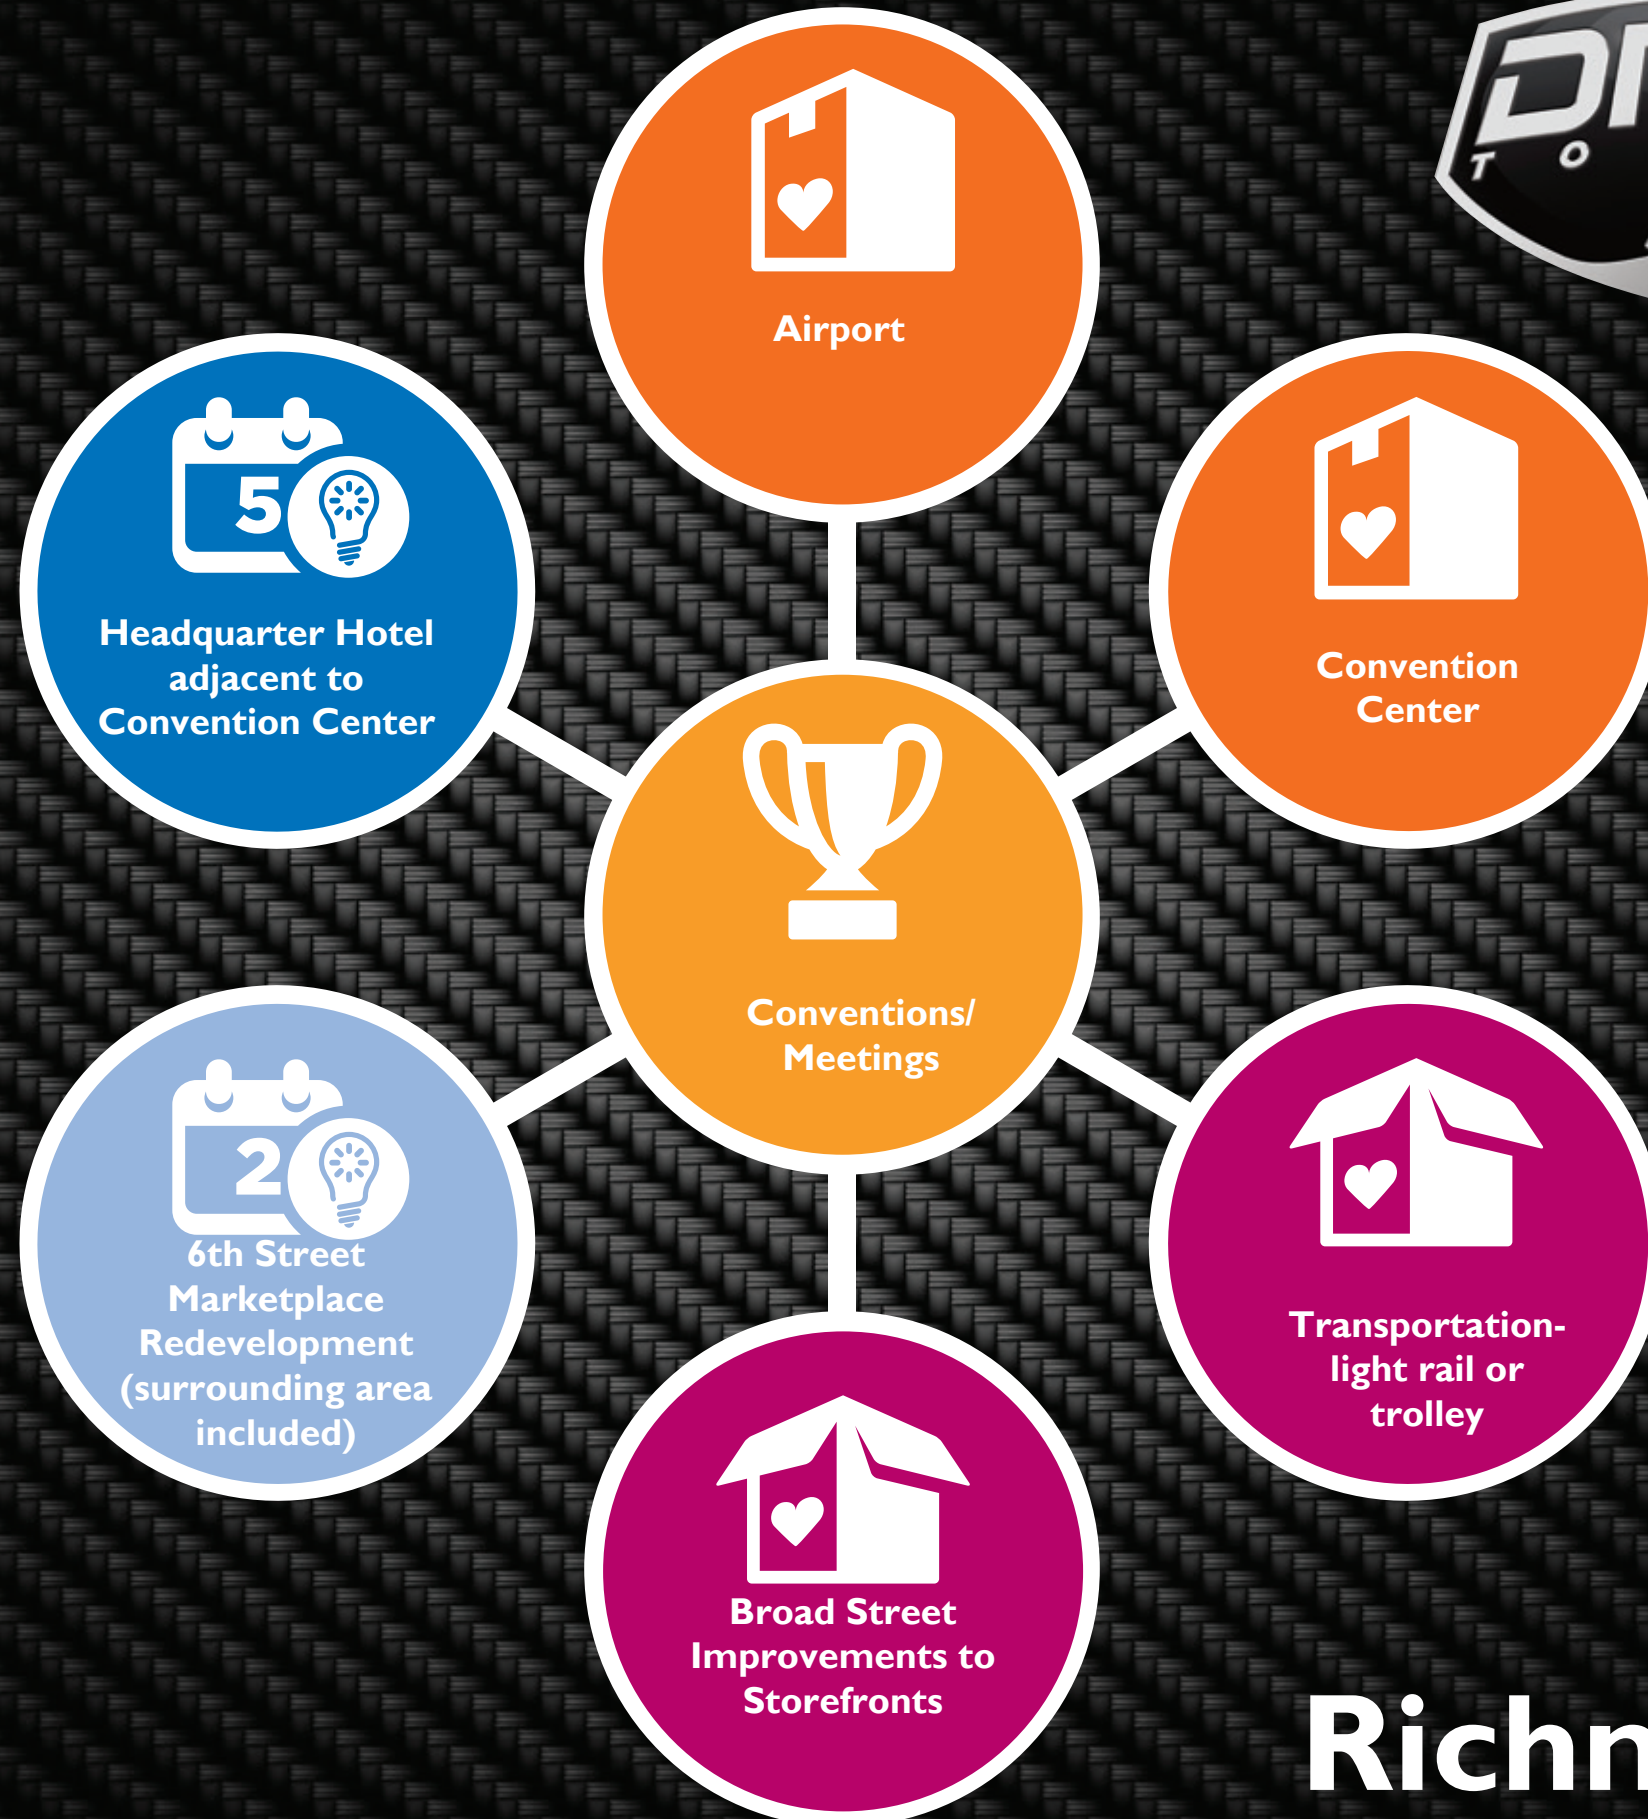 Airport
5
Headquarter Hotel
adjacent to
Convention Center
Convention
Center
Conventions/
Meetings
2
6th Street
Marketplace
Redevelopment
(surrounding area
included)
Transportation-
light rail or
trolley
Broad Street
Improvements to
Storefronts